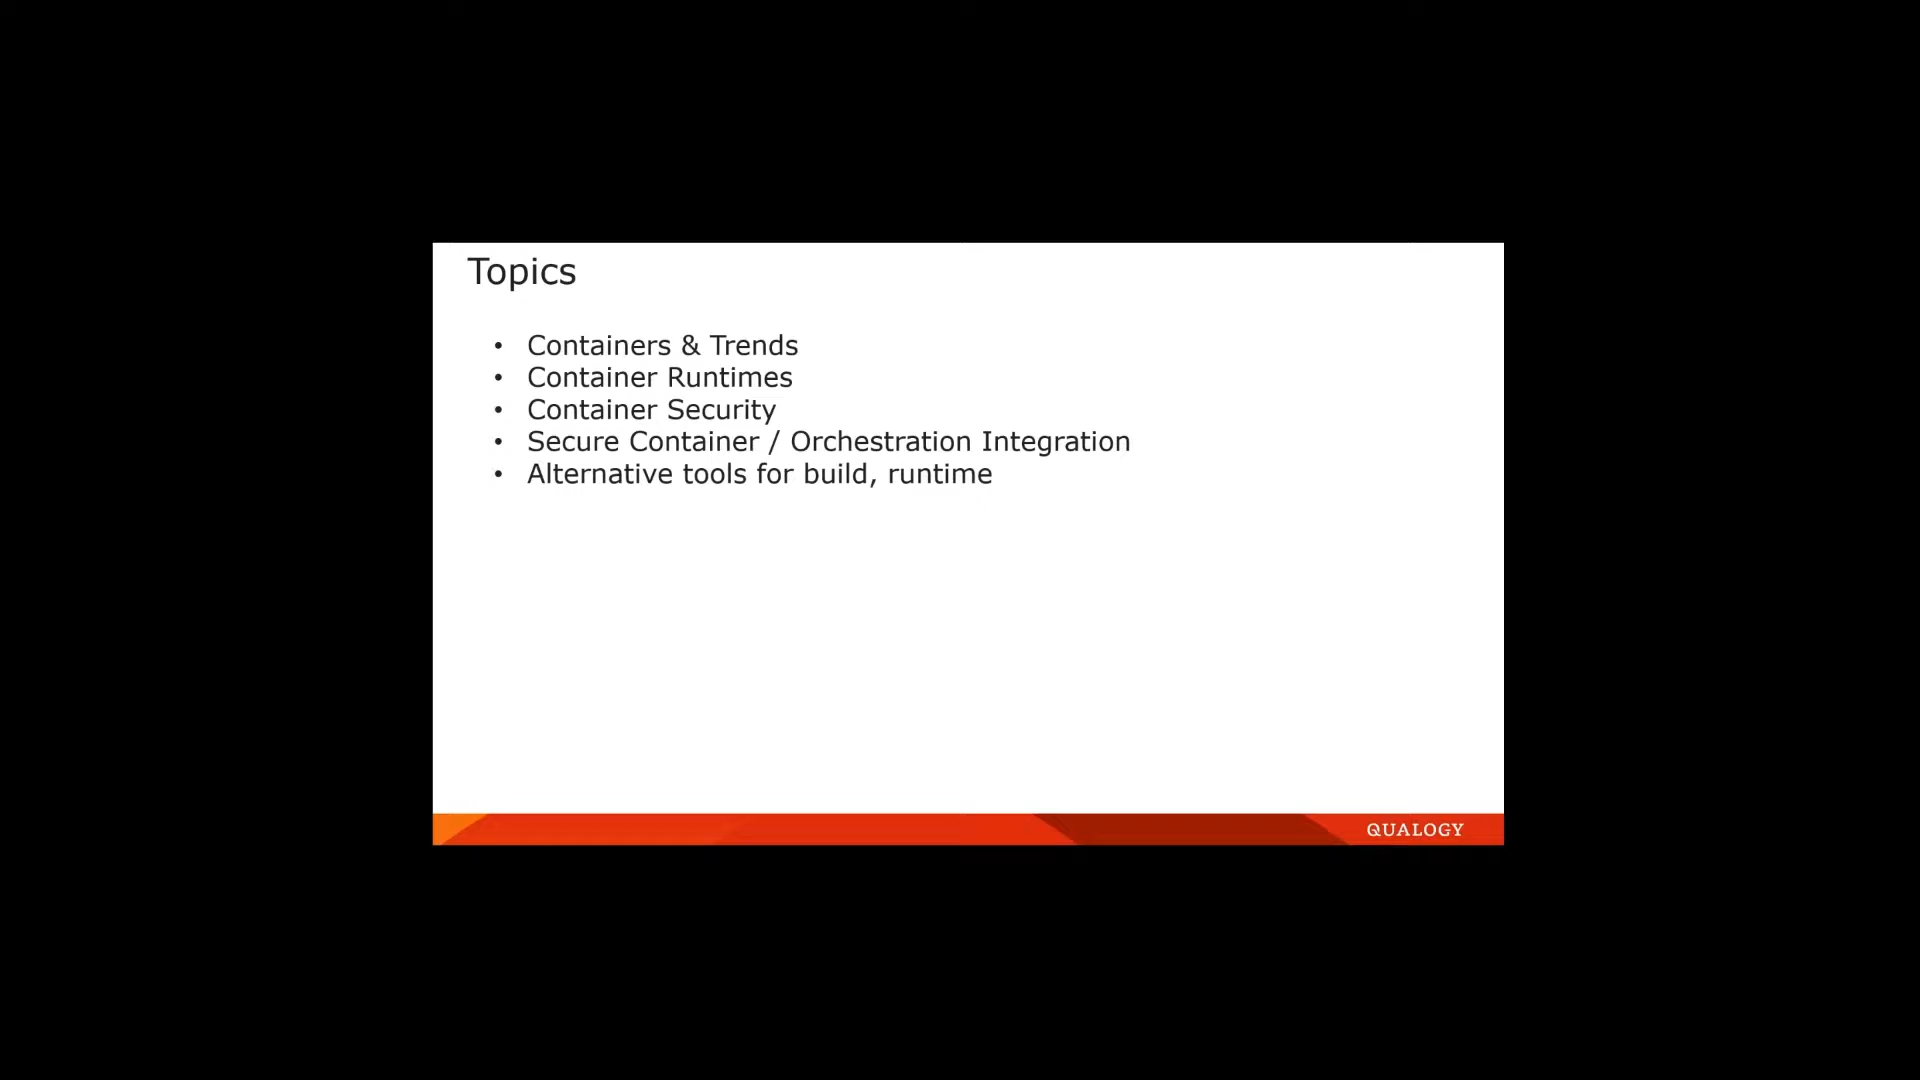 Topics
• Containers & Trends
• Container Runtimes
• Container Security
• Secure Container / Orchestration Integration
• Alternative tools for build, runtime
QUALOGY